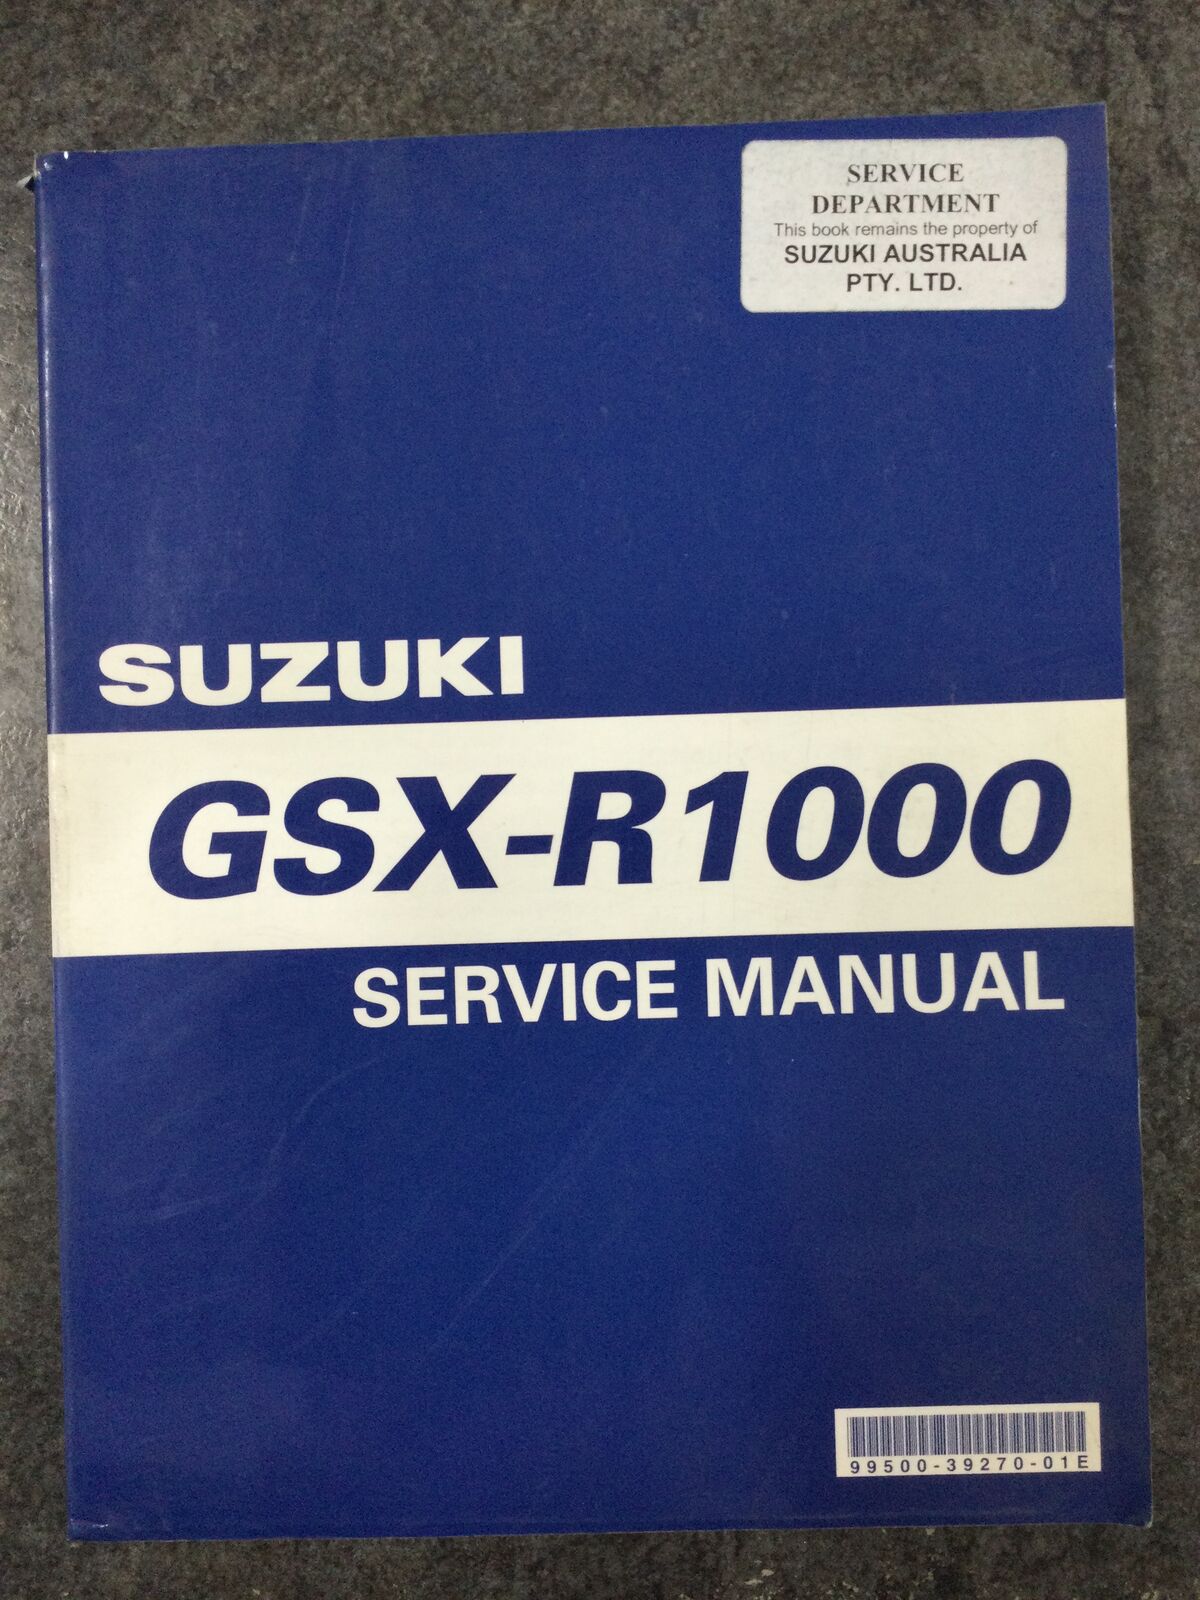 SERVICE
DEPARTMENT
This book remains the property of
SUZUKI AUSTRALIA
PTY. LTD.
SUZUKI
GSX-R1000
SERVICE MANUAL
99500-39270-01E